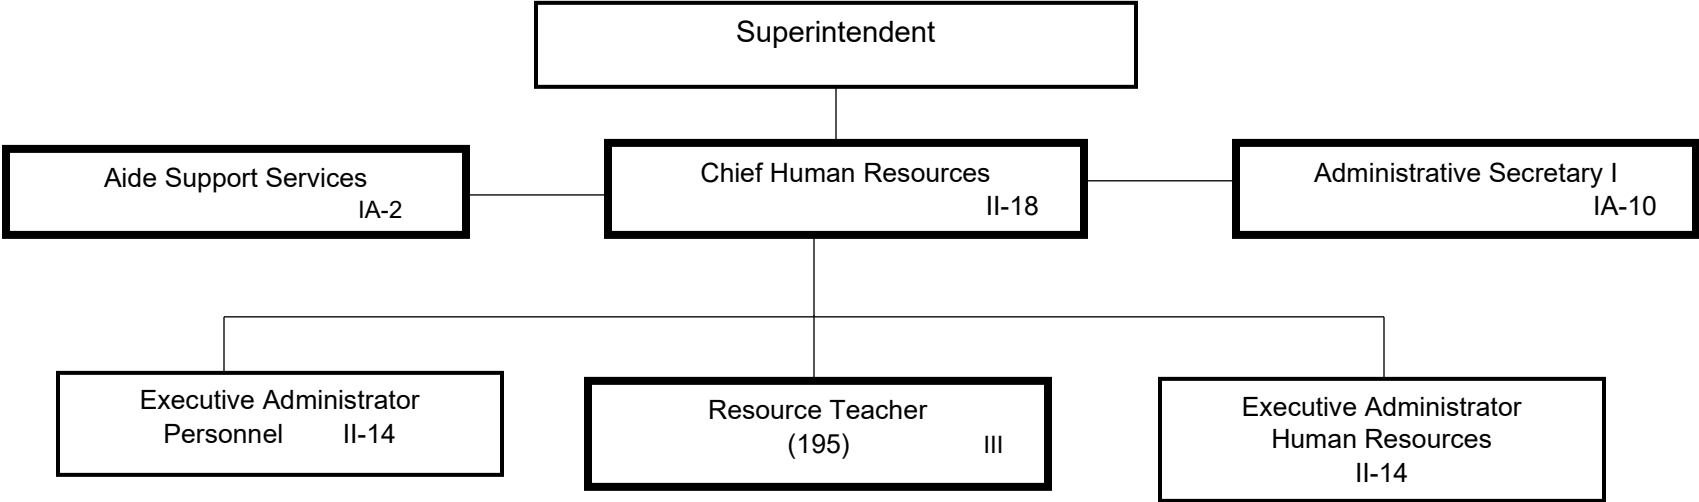 Superintendent
Aide Support Services
IA-2
Chief Human Resources
II-18
Administrative Secretary I
IA-10
Executive Administrator
Personnel II-14
Resource Teacher
(195) III
Executive Administrator
Human Resources
II-14